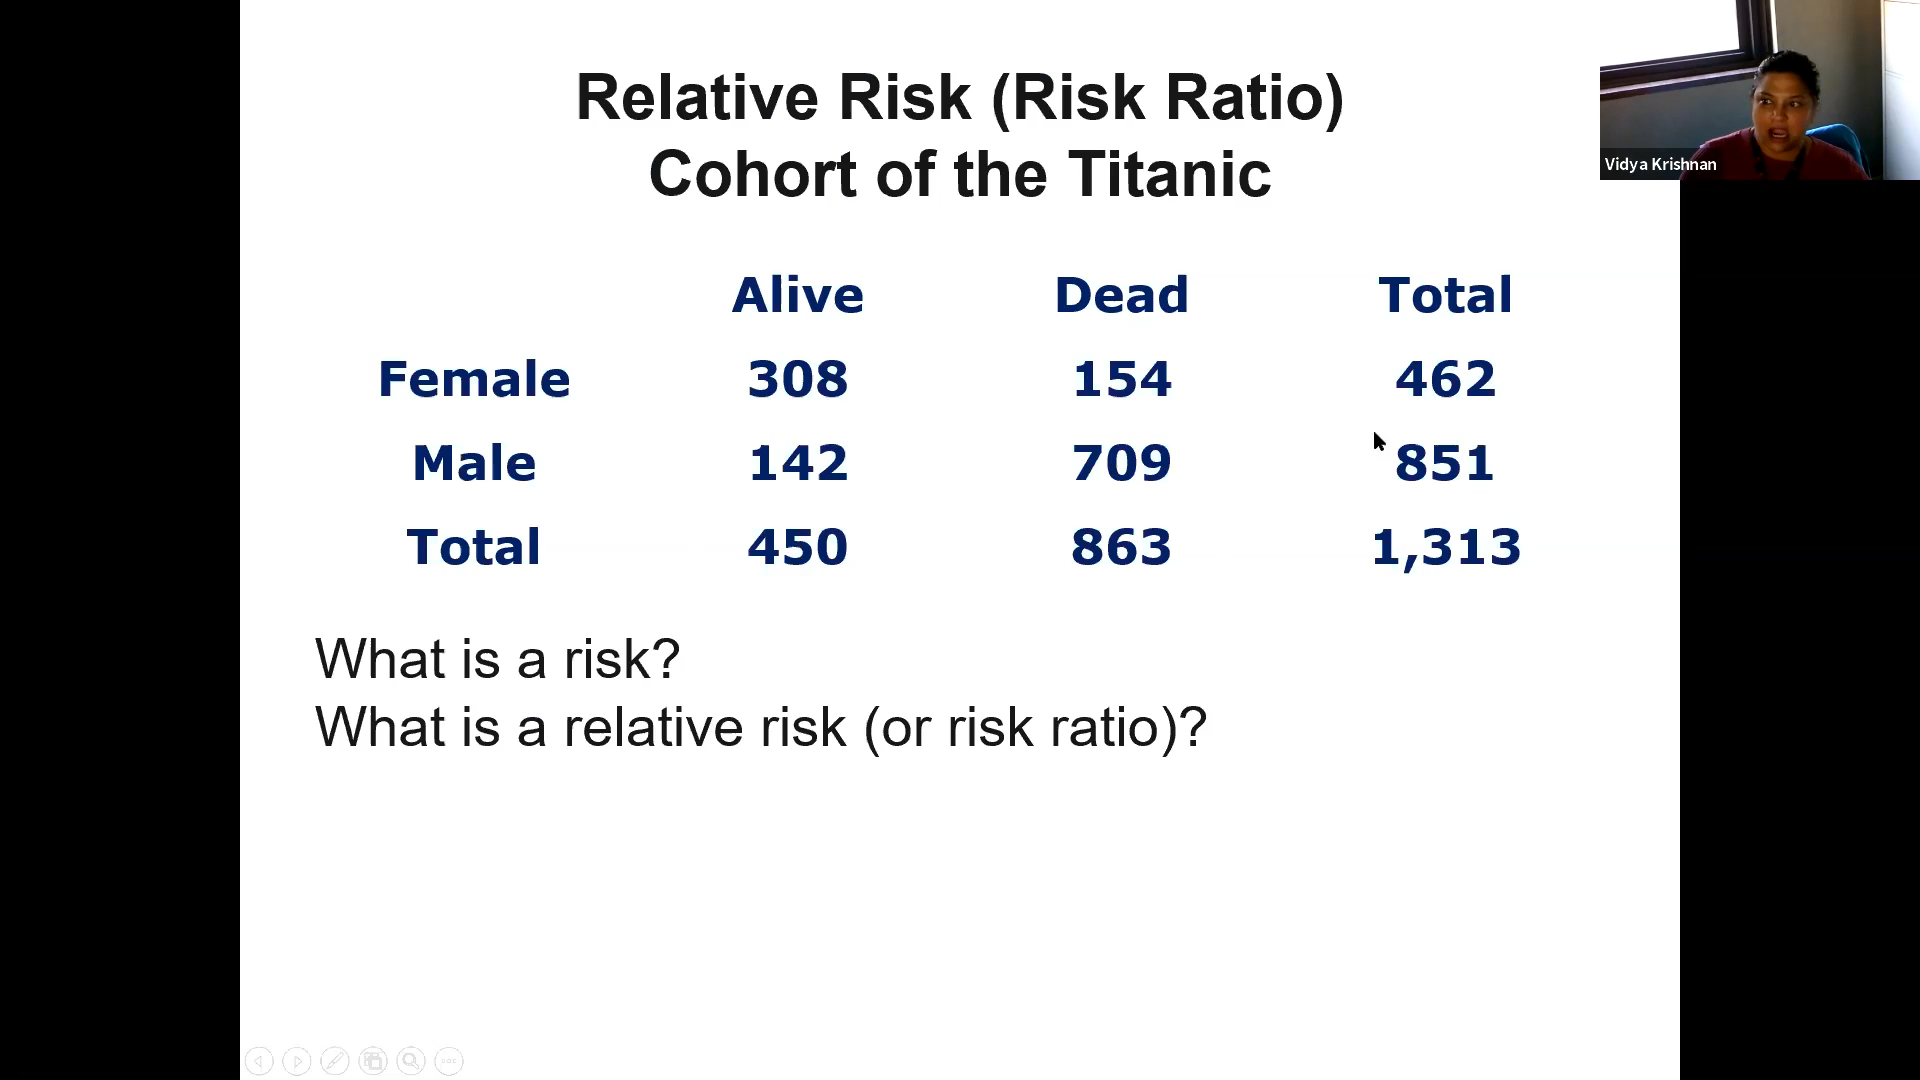 Relative Risk (Risk Ratio)
Cohort of the Titanic
Vidya Krishnan
Alive Dead Total
Female 308 154 462
Male 142 709 851
Total 450 863 1,313
What is a risk?
What is a relative risk (or risk ratio)?